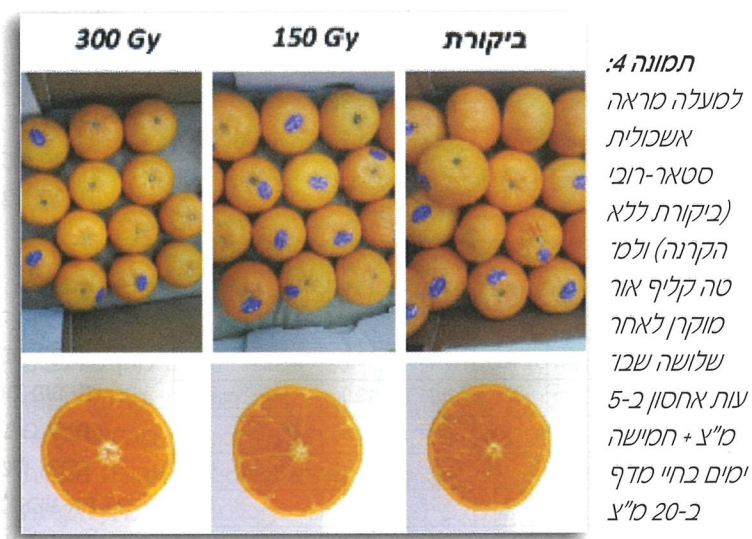 300 Gy
150 Gy
ביקורת
תמונה 4:
למעלה מראה
אשכולית
סטאר-רובי
(ביקורת ללא
הקרנה) ולמ־
טה קליף אור
מוקרן לאחר
שלושה שבו־
עות אחסון ב-5
מ"צ + חמישה
ימים בחיי מדף
ב-20 מ"צ